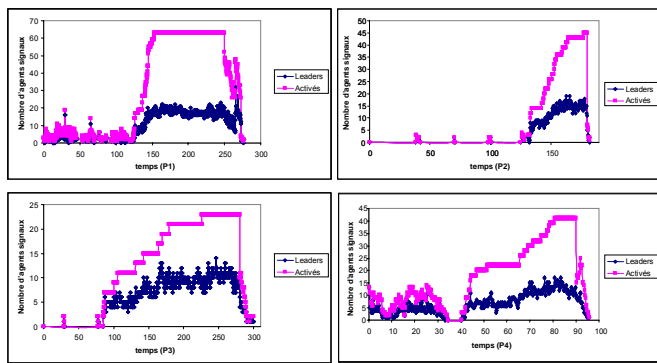 70
60
50
40
30
20
10
0
0 50 100 150 200 250 300
Nombre d'agents signaux
temps (P1)
Leaders
Activés
45
40
35
30
25
20
15
10
5
0
0 50 100 150
Nombre d'agents signaux
temps (P2)
Leaders
Activés
25
20
15
10
5
0
0 50 100 150 200 250 300
Nombre d'agents signaux
temps (P3)
Leaders
Activés
45
40
35
30
25
20
15
10
5
0
0 10 20 30 40 50 60 70 80 90 100
Nombre d'agents signaux
temps (P4)
Leaders
Activés